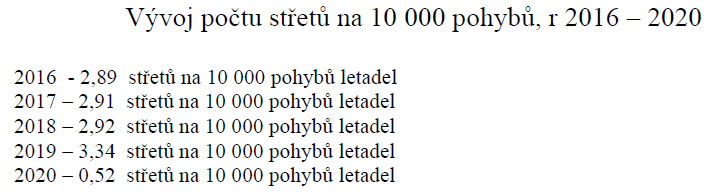 Vývoj počtu střetů na 10 000 pohybů, r 2016 – 2020
2016 - 2,89 střetů na 10 000 pohybů letadel
2017 – 2,91 střetů na 10 000 pohybů letadel
2018 – 2,92 střetů na 10 000 pohybů letadel
2019 – 3,34 střetů na 10 000 pohybů letadel
2020 – 0,52 střetů na 10 000 pohybů letadel